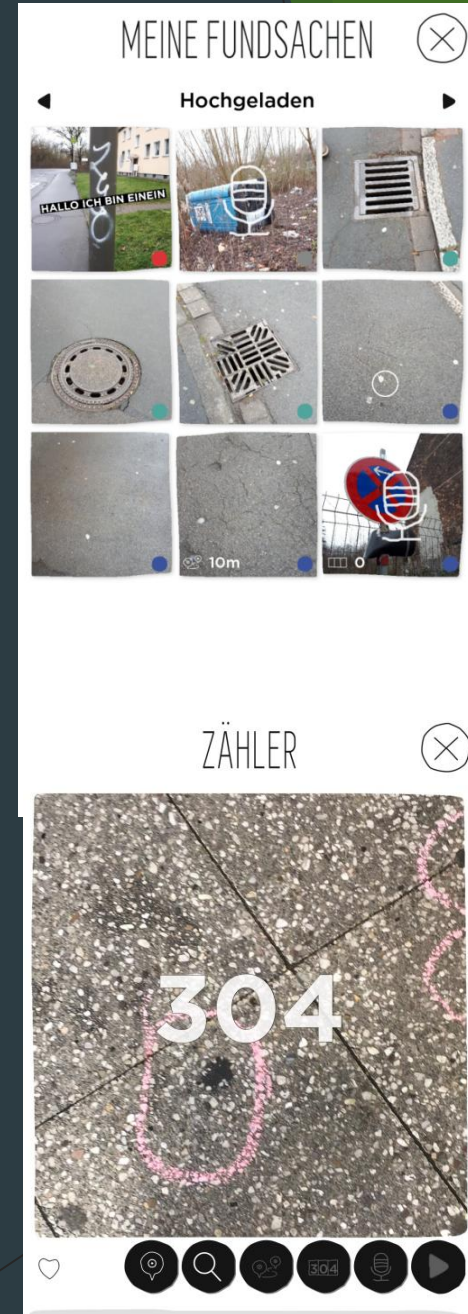 MEINE FUNDSACHEN
Hochgeladen
HALLO ICH BIN EINEIN
10m
0
ZÄHLER
304
304